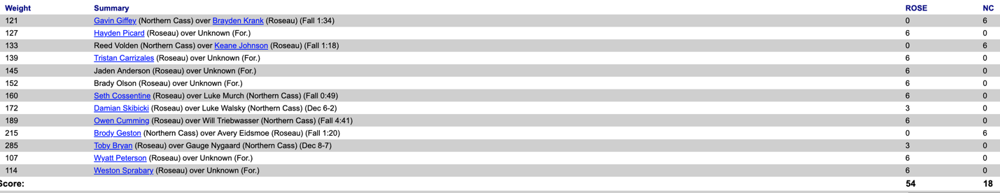 Weight Summary ROSE NC
121 Gavin Giffey (Northern Cass) over Brayden Krank (Roseau) (Fall 1:34) 0 6
127 Hayden Picard (Roseau) over Unknown (For.) 6 0
133 Reed Volden (Northern Cass) over Keane Johnson (Roseau) (Fall 1:18) 0 6
139 Tristan Carrizales (Roseau) over Unknown (For.) 6 0
145 Jaden Anderson (Roseau) over Unknown (For.) 6 0
152 Brady Olson (Roseau) over Unknown (For.) 6 0
160 Seth Cossentine (Roseau) over Luke Murch (Northern Cass) (Fall 0:49) 6 0
172 Damian Skibicki (Roseau) over Luke Walsky (Northern Cass) (Dec 6-2) 3 0
189 Owen Cumming (Roseau) over Will Triebwasser (Northern Cass) (Fall 4:41) 6 0
215 Brody Geston (Northern Cass) over Avery Eidsmoe (Roseau) (Fall 1:20) 0 6
285 Toby Bryan (Roseau) over Gauge Nygaard (Northern Cass) (Dec 8-7) 3 0
107 Wyatt Peterson (Roseau) over Unknown (For.) 6 0
114 Weston Sprabary (Roseau) over Unknown (For.) 6 0
Score: 54 18